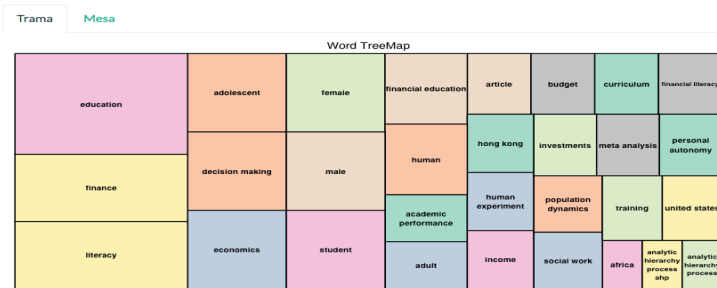 Trama Mesa
Word TreeMap
education
finance
literacy
adolescent
decision making
economics
female
male
student
financial education
human
academic
performance
adult
article
hong kong
human
experiment
income
budget
investments
population
dynamics
social work
curriculum
meta analysis
training
africa
financial literacy
personal
autonomy
united states
analytic
hierarchy
process
ahp
analytic
hierarchy
process